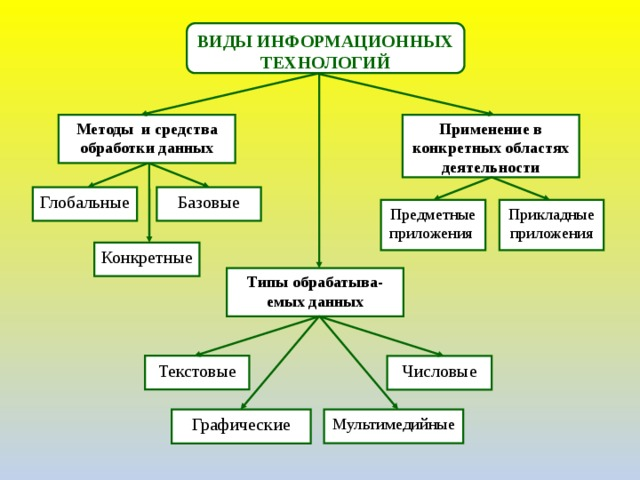 ВИДЫ ИНФОРМАЦИОННЫХ
ТЕХНОЛОГИЙ
Методы и средства
обработки данных
Применение в
конкретных областях
деятельности
Глобальные
Базовые
Предметные
приложения
Прикладные
приложения
Конкретные
Типы обрабатыва-
емых данных
Текстовые
Числовые
Графические
Мультимедийные